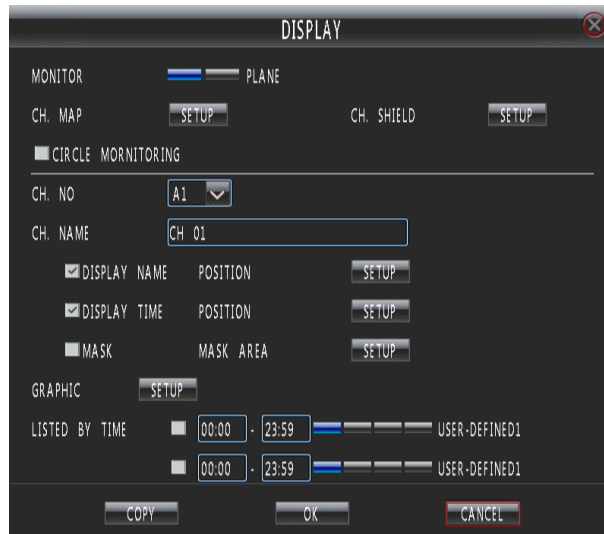 DISPLAY
MONITOR PLANE
CH. MAP SETUP CH. SHIELD SETUP
CIRCLE MORNITORING
CH. NO A1
CH. NAME CH 01
DISPLAY NAME POSITION SETUP
DISPLAY TIME POSITION SETUP
MASK MASK AREA SETUP
GRAPHIC SETUP
LISTED BY TIME 00:00 - 23:59 USER-DEFINED1
00:00 - 23:59 USER-DEFINED1
COPY OK CANCEL